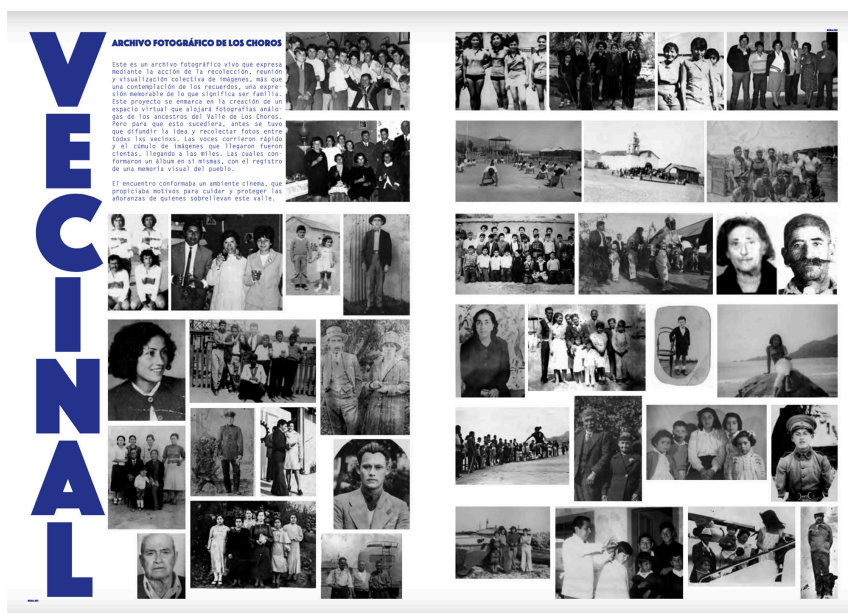 VECINAL
ARCHIVO FOTOGRÁFICO DE LOS CHOROS
Este es un archivo fotográfico vivo que expresa
mediante la acción de la recolección, reunión
y visualización colectiva de imágenes, más que
una contemplación de los recuerdos, una expre-
sión memorable de lo que significa ser familia.
Este proyecto se enmarca en la creación de un
espacio virtual que alojará fotografías análo-
gas de los ancestros del Valle de Los Choros.
Pero para que esto sucediera, antes se tuvo
que difundir la idea y recolectar fotos entre
todxs lxs vecinxs. Las voces corrieron rápido
y el cúmulo de imágenes que llegaron fueron
cientas, llegando a las miles. Las cuales con-
formaron un álbum en si mismas, con el registro
de una memoria visual del pueblo.
El encuentro conformaba un ambiente cinema, que
propiciaba motivos para cuidar y proteger las
añoranzas de quienes sobrellevan este valle.